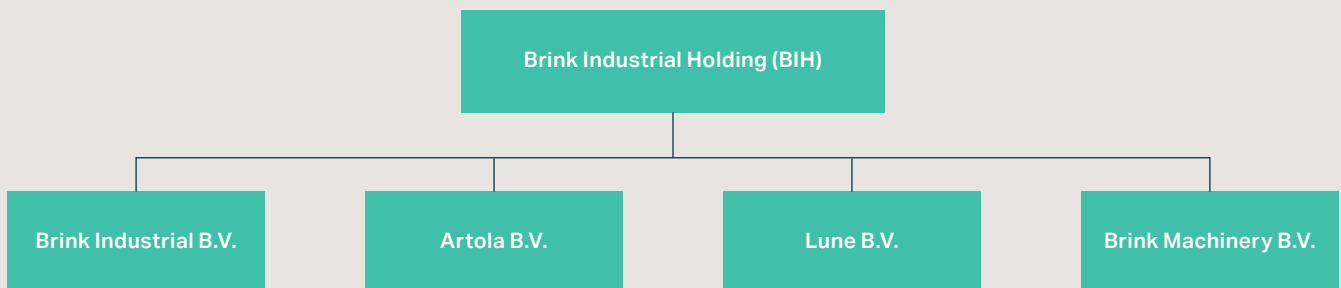 Brink Industrial Holding (BIH)
Brink Industrial B.V.
Artola B.V.
Lune B.V.
Brink Machinery B.V.